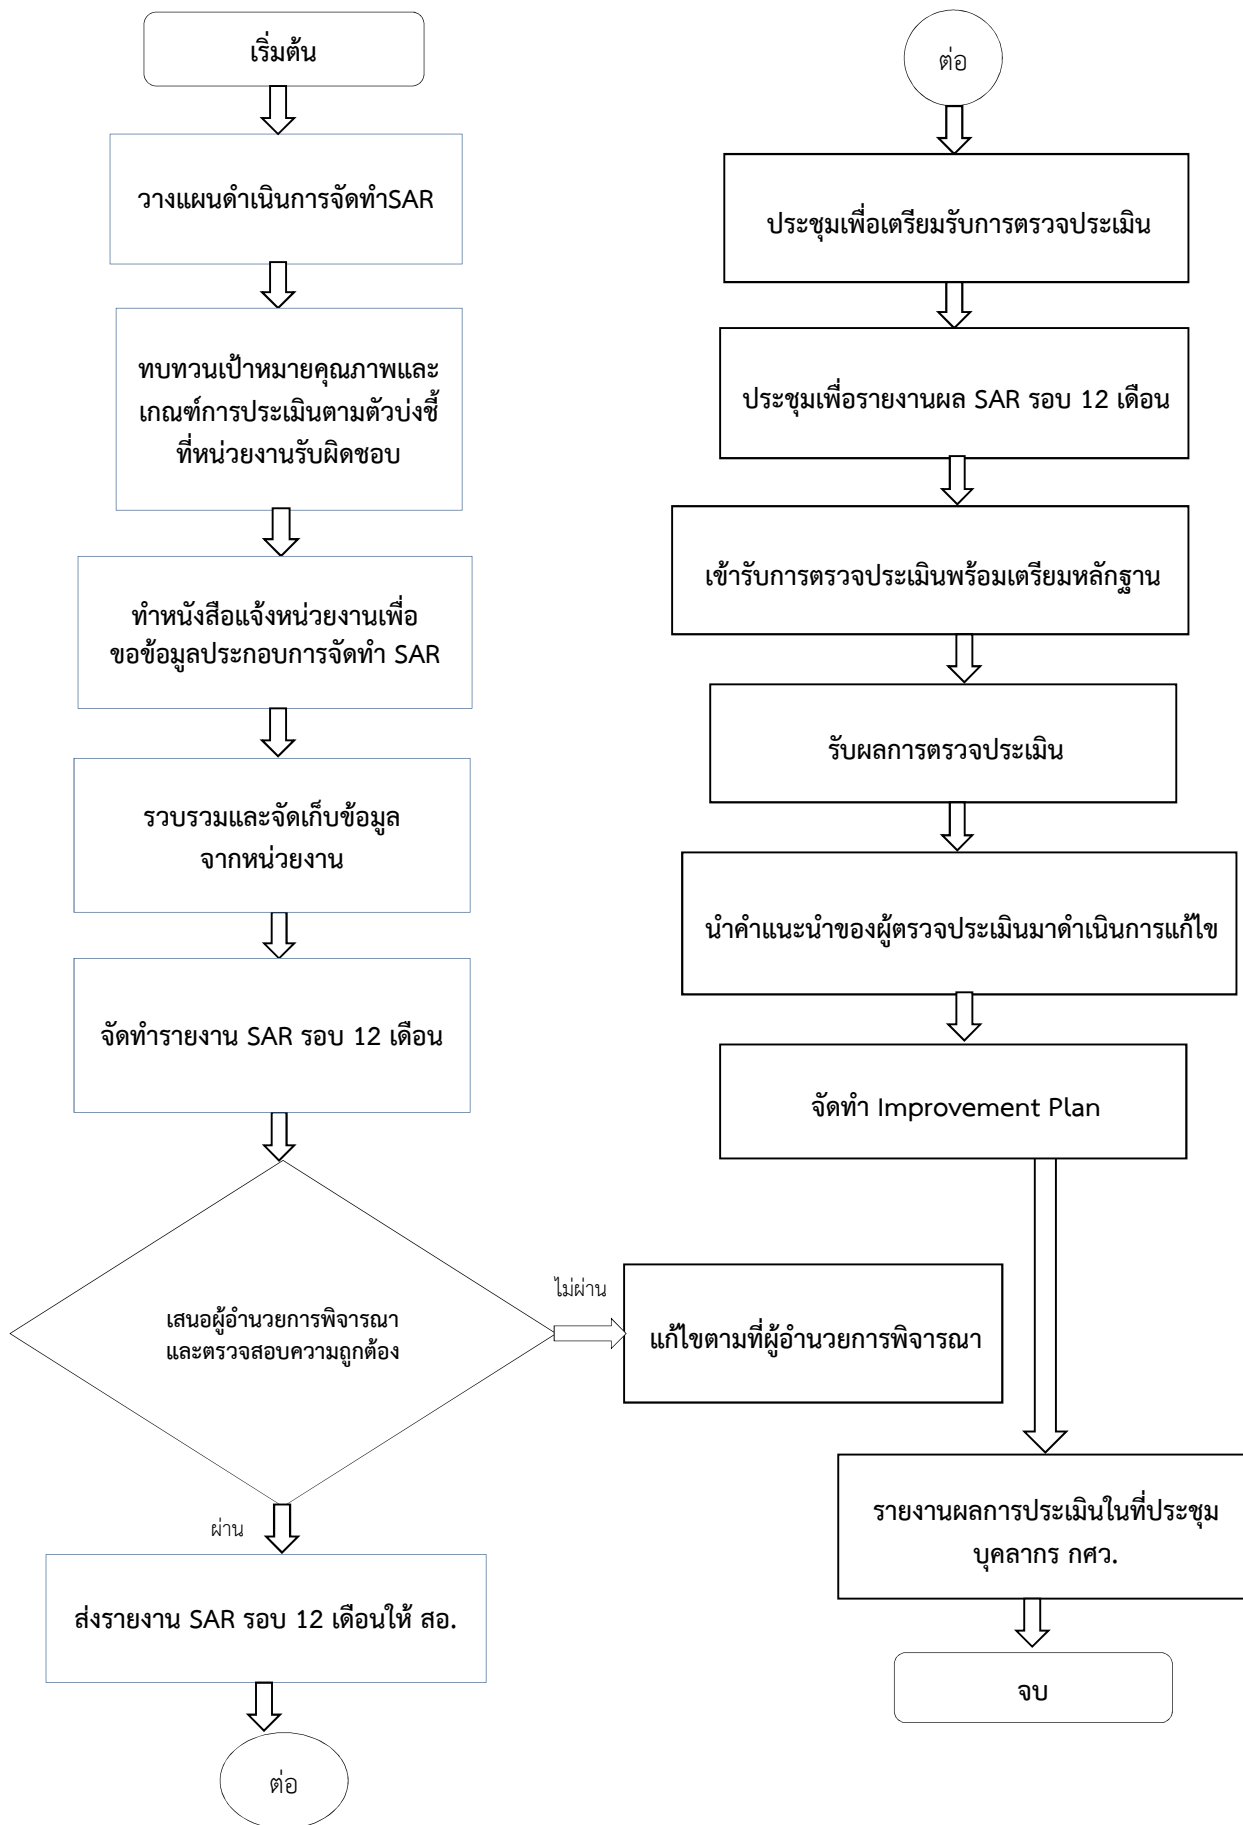 เริ่มต้น
วางแผนดำเนินการจัดทำSAR
ทบทวนเป้าหมายคุณภาพและ
เกณฑ์การประเมินตามตัวบ่งชี้
ที่หน่วยงานรับผิดชอบ
ทำหนังสือแจ้งหน่วยงานเพื่อ
ขอข้อมูลประกอบการจัดทำ SAR
รวบรวมและจัดเก็บข้อมูล
จากหน่วยงาน
จัดทำรายงาน SAR รอบ 12 เดือน
เสนอผู้อำนวยการพิจารณา
และตรวจสอบความถูกต้อง
ไม่ผ่าน
แก้ไขตามที่ผู้อำนวยการพิจารณา
ผ่าน
ส่งรายงาน SAR รอบ 12 เดือนให้ สอ.
ต่อ
ต่อ
ประชุมเพื่อเตรียมรับการตรวจประเมิน
ประชุมเพื่อรายงานผล SAR รอบ 12 เดือน
เข้ารับการตรวจประเมินพร้อมเตรียมหลักฐาน
รับผลการตรวจประเมิน
นำคำแนะนำของผู้ตรวจประเมินมาดำเนินการแก้ไข
จัดทำ Improvement Plan
รายงานผลการประเมินในที่ประชุม
บุคลากร กศว.
จบ